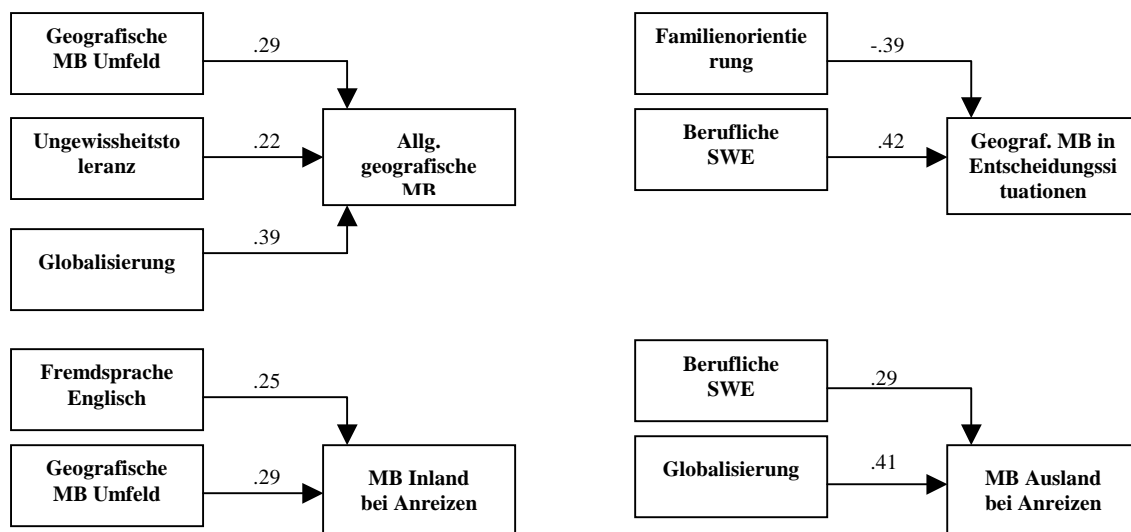 Geografische
MB Umfeld
.29
Ungewissheitsto
leranz
.22
Allg.
geografische
MB
Globalisierung
.39
Familienorientie
rung
-.39
Berufliche
SWE
.42
Geograf. MB in
Entscheidungssi
tuationen
Fremdsprache
Englisch
.25
Geografische
MB Umfeld
.29
MB Inland
bei Anreizen
Berufliche
SWE
.29
Globalisierung
.41
MB Ausland
bei Anreizen